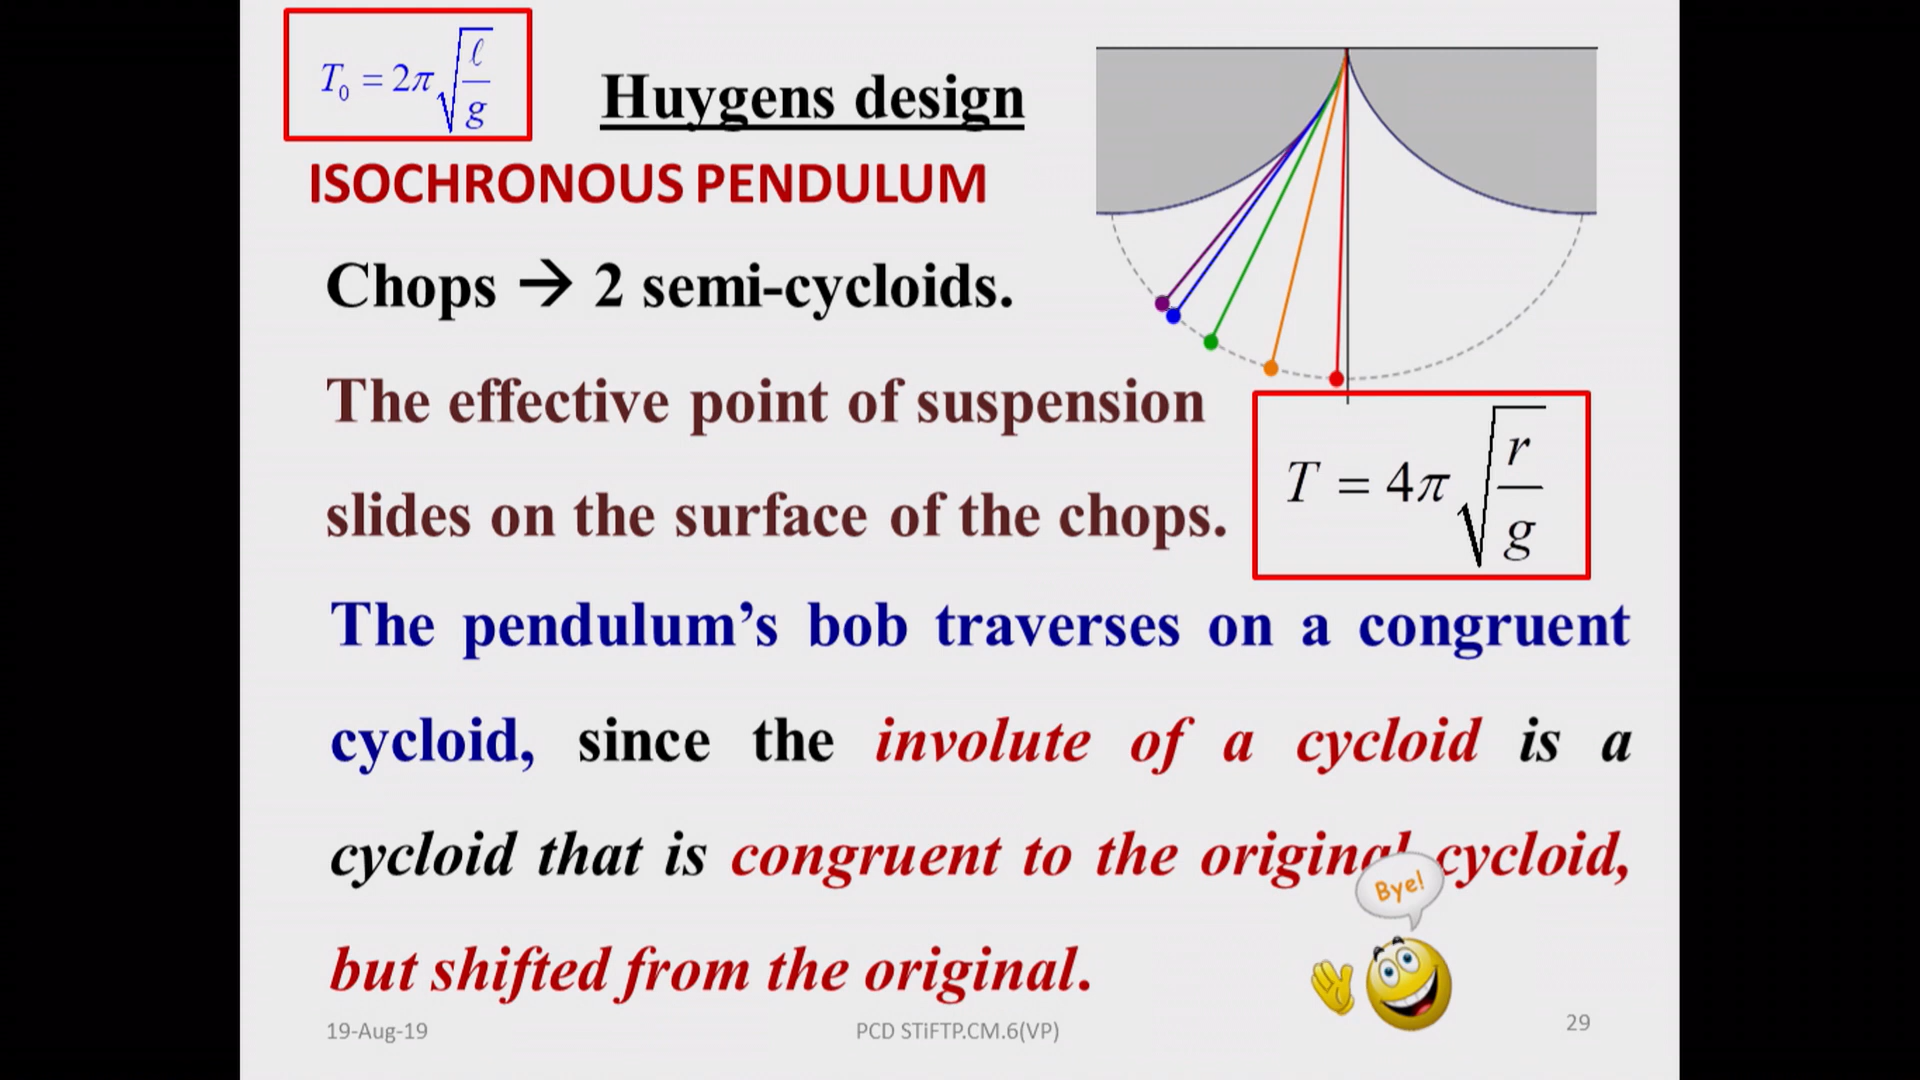 T₀ = 2π√(ℓ/g)
Huygens design
ISOCHRONOUS PENDULUM
Chops → 2 semi-cycloids.
The effective point of suspension
slides on the surface of the chops.
T = 4π√(r/g)
The pendulum’s bob traverses on a congruent
cycloid, since the involute of a cycloid is a
cycloid that is congruent to the original cycloid,
Bye!
but shifted from the original.
19-Aug-19
PCD STiFTP.CM.6(VP)
29